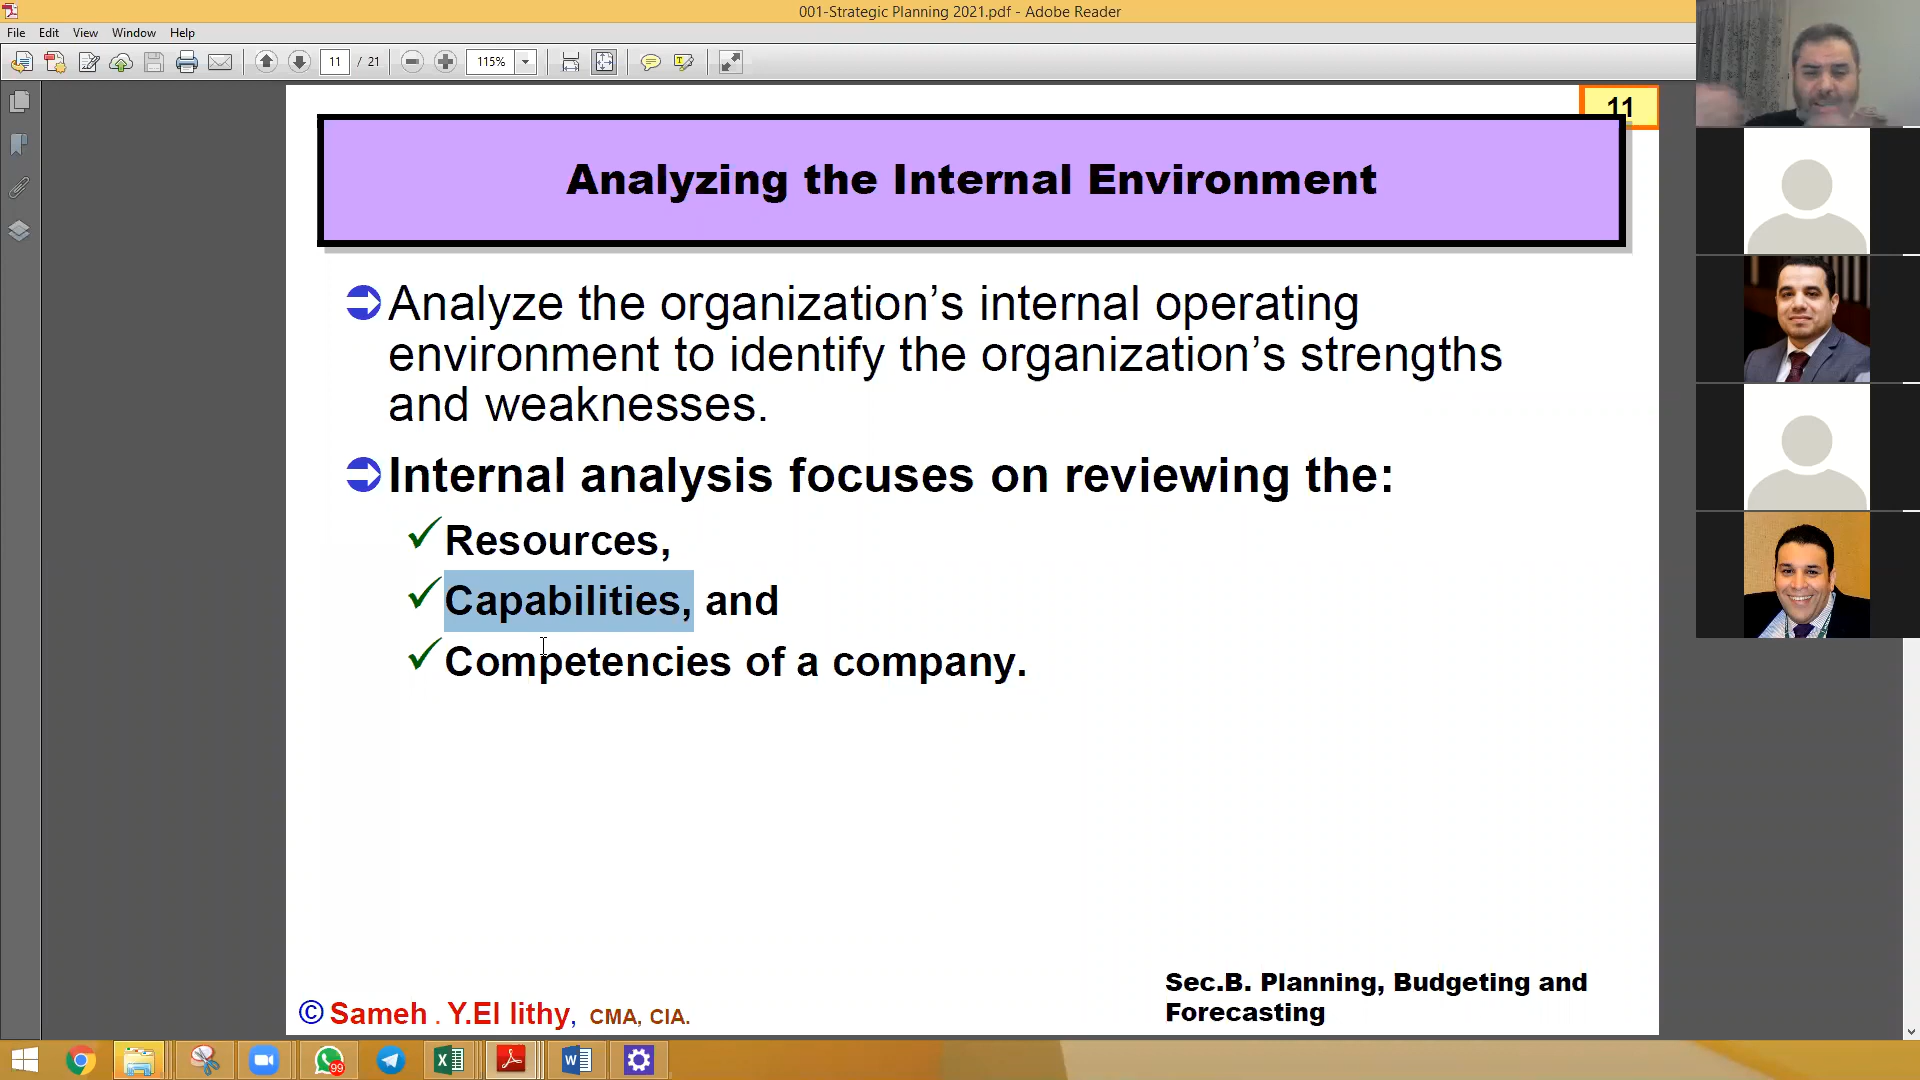 001-Strategic Planning 2021.pdf - Adobe Reader
File Edit View Window Help
11 / 21 115%
11
Analyzing the Internal Environment
Analyze the organization’s internal operating
environment to identify the organization’s strengths
and weaknesses.
Internal analysis focuses on reviewing the:
Resources,
Capabilities, and
Competencies of a company.
Sec.B. Planning, Budgeting and
Forecasting
© Sameh . Y.El lithy, CMA, CIA.
99